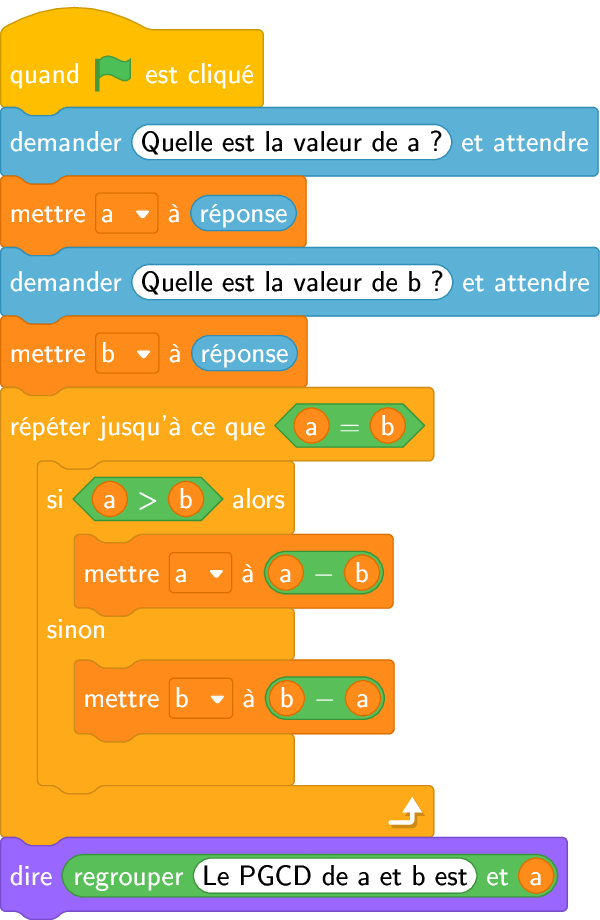 quand est cliqué
demander Quelle est la valeur de a ? et attendre
mettre a à réponse
demander Quelle est la valeur de b ? et attendre
mettre b à réponse
répéter jusqu'à ce que a = b
si a > b alors
mettre a à a − b
sinon
mettre b à b − a
dire regrouper Le PGCD de a et b est et a